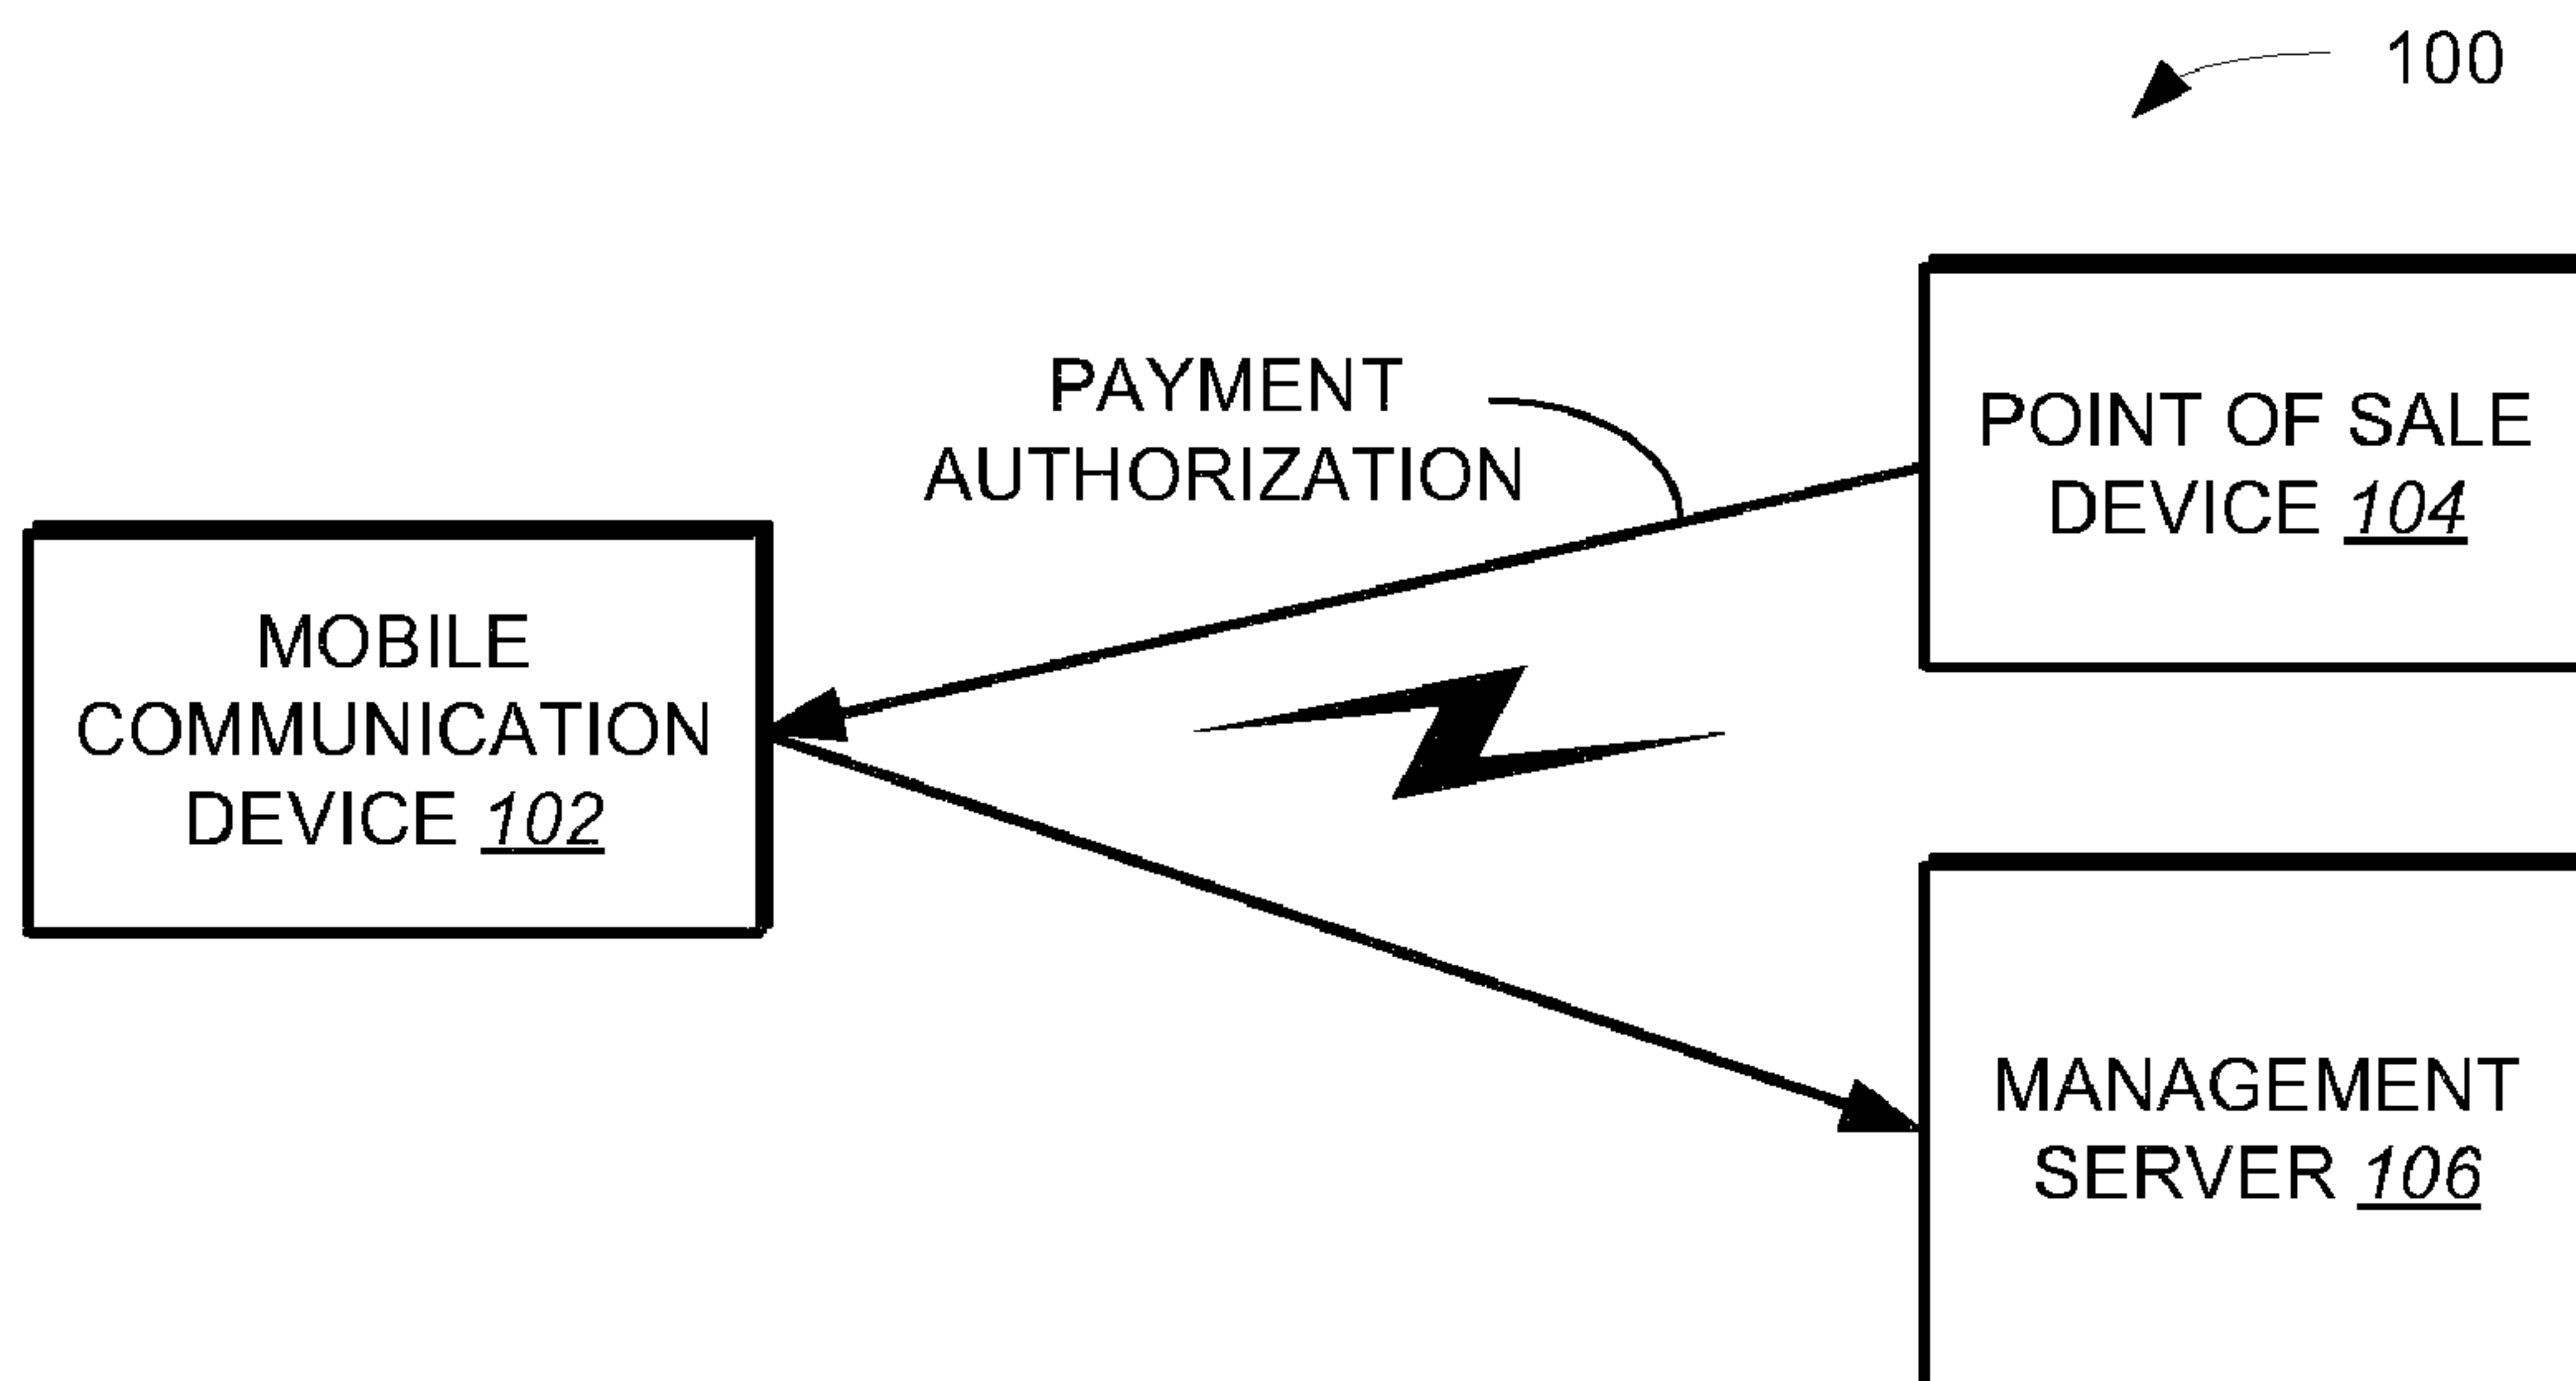 100
PAYMENT
AUTHORIZATION
POINT OF SALE
DEVICE 104
MOBILE
COMMUNICATION
DEVICE 102
MANAGEMENT
SERVER 106